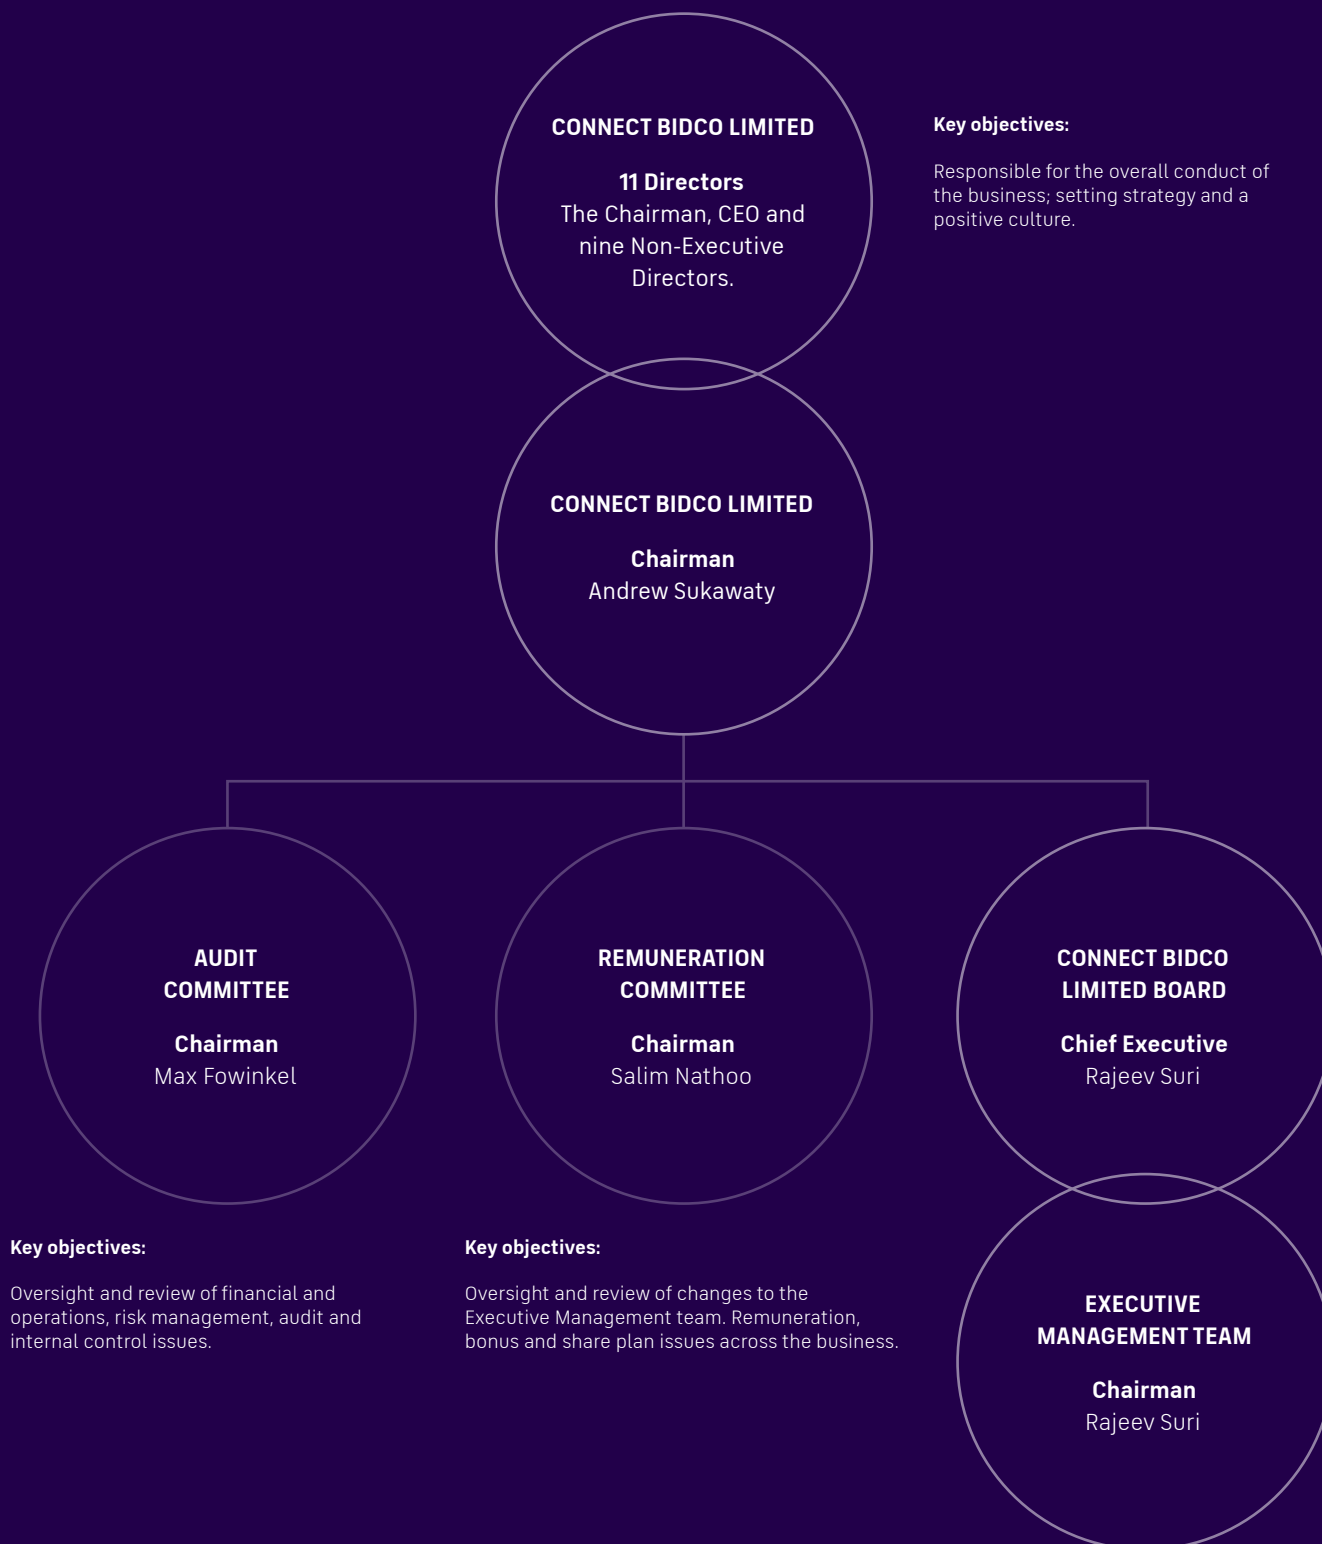 CONNECT BIDCO LIMITED
11 Directors
The Chairman, CEO and
nine Non-Executive
Directors.
Key objectives:
Responsible for the overall conduct of
the business; setting strategy and a
positive culture.
CONNECT BIDCO LIMITED
Chairman
Andrew Sukawaty
AUDIT
COMMITTEE
Chairman
Max Fowinkel
Key objectives:
Oversight and review of financial and
operations, risk management, audit and
internal control issues.
REMUNERATION
COMMITTEE
Chairman
Salim Nathoo
Key objectives:
Oversight and review of changes to the
Executive Management team. Remuneration,
bonus and share plan issues across the business.
CONNECT BIDCO
LIMITED BOARD
Chief Executive
Rajeev Suri
EXECUTIVE
MANAGEMENT TEAM
Chairman
Rajeev Suri